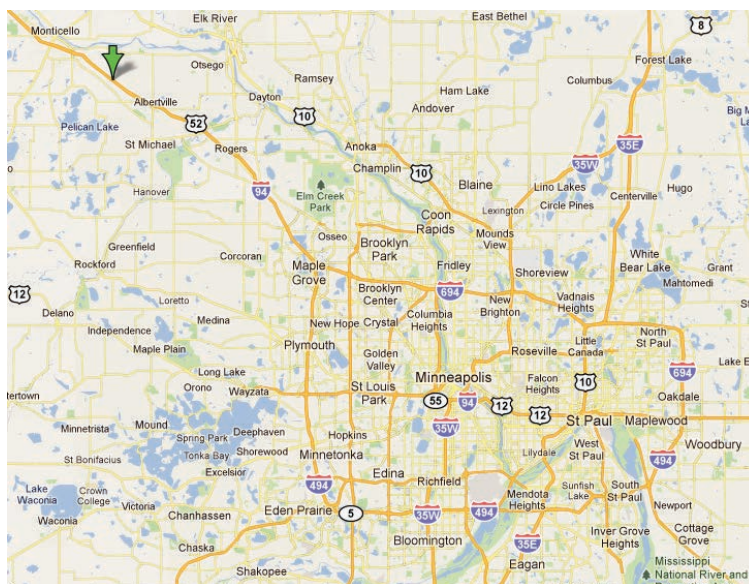 Elk River
East Bethel
8
Monticello
Forest Lake
Otsego
Ramsey
Columbus
Ham Lake
Albertville
Dayton
10
Andover
Big
Pelican Lake
52
St Michael
Rogers
Anoka
35E
35W
Champlin
10
94
Blaine
Lino Lakes
Hugo
Hanover
Elm Creek
Park
Centerville
Circle Pines
Lexington
Coon
Rapids
Osseo
Mounds
View
Greenfield
Corcoran
Brooklyn
Park
White
Bear Lake
Rockford
Maple
Grove
Fridley
Shoreview
Grant
Mahtomedi
12
Loretto
Brooklyn
Center
694
New
Brighton
Vadnais
Heights
Delano
Medina
Independence
New Hope
Crystal
Columbia
Heights
North
St Paul
Maple Plain
Plymouth
Little
Canada
Golden
Valley
Roseville
Lake E
Long Lake
Minneapolis
Falcon
Heights
10
694
Orono
Wayzata
St Louis
Park
55
94
12
12
Oakdale
tertown
St Paul
Maplewood
Minnetrista
Mound
Spring Park
Deephaven
Hopkins
35W
Tonka Bay
Shorewood
Minnetonka
Lilydale
West
St Paul
Woodbury
St Bonifacius
Excelsior
494
Edina
Richfield
494
Lake
Waconia
Crown
College
Victoria
Mendota
Heights
Sunfish
Lake
South
St Paul
Waconia
Chanhassen
Eden Prairie
5
35W
494
Newport
Chaska
Bloomington
35E
Inver Grove
Heights
Cottage
Grove
Shakopee
Eagan
Mississippi
National River and